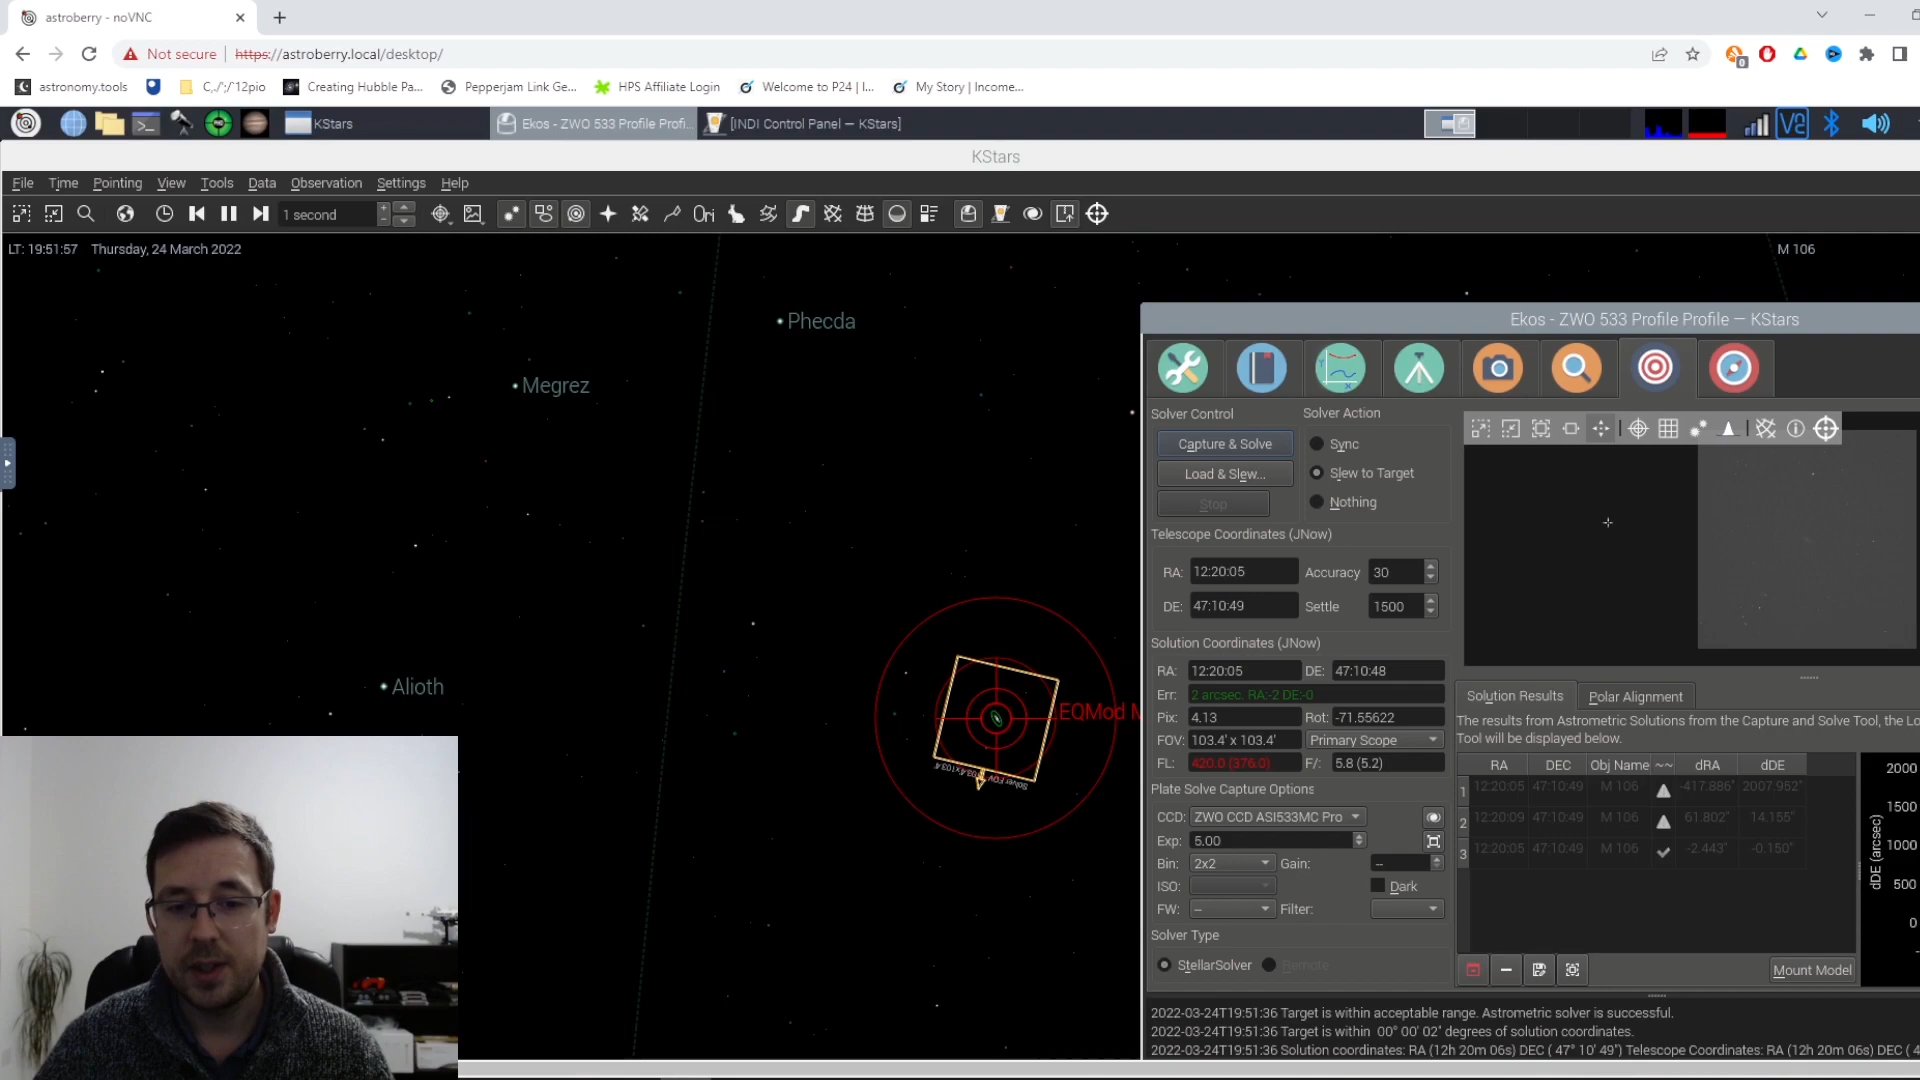 astroberry - noVNC
Not secure
https://astroberry.local/desktop/
0
astronomy.tools
C,./';/`12pio
Creating Hubble Pa...
Pepperjam Link Ge...
HPS Affiliate Login
Welcome to P24 | I...
My Story | Income...
KStars
Ekos - ZWO 533 Profile Profi...
[INDI Control Panel — KStars]
KStars
File Time Pointing View Tools Data Observation Settings Help
1 second
Ori
LT: 19:51:57 Thursday, 24 March 2022
M 106
Phecda
Megrez
Alioth
EQMod M
Solver FOV
103.4'x103.4'
Ekos - ZWO 533 Profile Profile — KStars
Solver Control
Solver Action
Capture & Solve
Sync
Load & Slew...
Slew to Target
Stop
Nothing
Telescope Coordinates (JNow)
RA: 12:20:05 Accuracy 30
DE: 47:10:49 Settle 1500
Solution Coordinates (JNow)
RA: 12:20:05 DE: 47:10:48
Err: 2 arcsec. RA:-2 DE:-0
Pix: 4.13 Rot: -71.55622
FOV: 103.4' x 103.4' Primary Scope
FL: 420.0 (376.0) F/: 5.8 (5.2)
Plate Solve Capture Options
CCD: ZWO CCD ASI533MC Pro
Exp: 5.00
Bin: 2x2 Gain: --
ISO: Dark
FW: -- Filter:
Solver Type
StellarSolver Remote
Solution Results
Polar Alignment
The results from Astrometric Solutions from the Capture and Solve Tool, the Lo
Tool will be displayed below.
RA DEC Obj Name ~~ dRA dDE
1 12:20:05 47:10:49 M 106 -417.886" 2007.952"
2 12:20:09 47:10:49 M 106 61.802" 14.155"
3 12:20:05 47:10:49 M 106 -2.443" -0.150"
2000
1500
1000
500
0
dDE (arcsec)
Mount Model
2022-03-24T19:51:36 Target is within acceptable range. Astrometric solver is successful.
2022-03-24T19:51:36 Target is within 00° 00' 02" degrees of solution coordinates.
2022-03-24T19:51:36 Solution coordinates: RA (12h 20m 06s) DEC ( 47° 10' 49") Telescope Coordinates: RA (12h 20m 06s) DEC ( 4